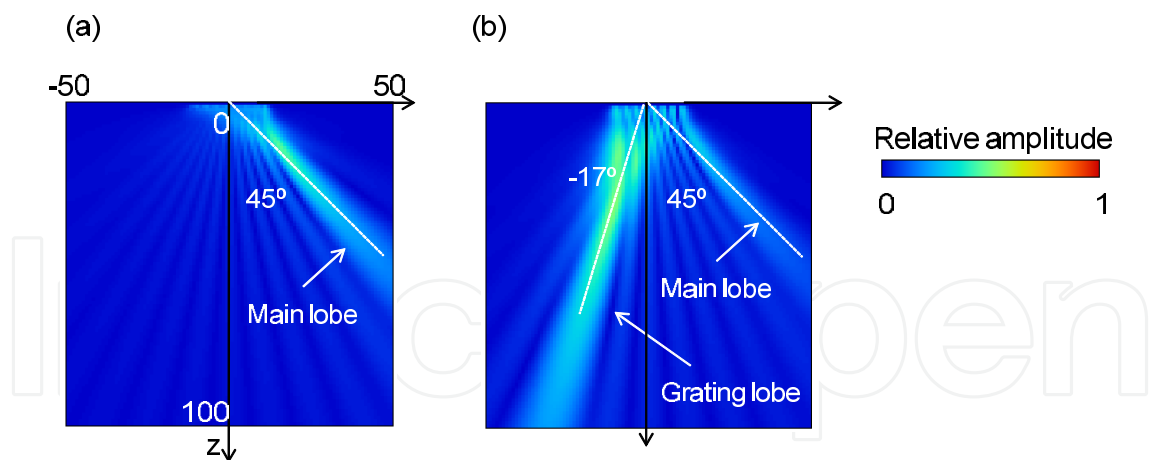 (a)
-50
50
0
45º
Main lobe
100
z
(b)
-17º
45º
Main lobe
Grating lobe
Relative amplitude
0
1